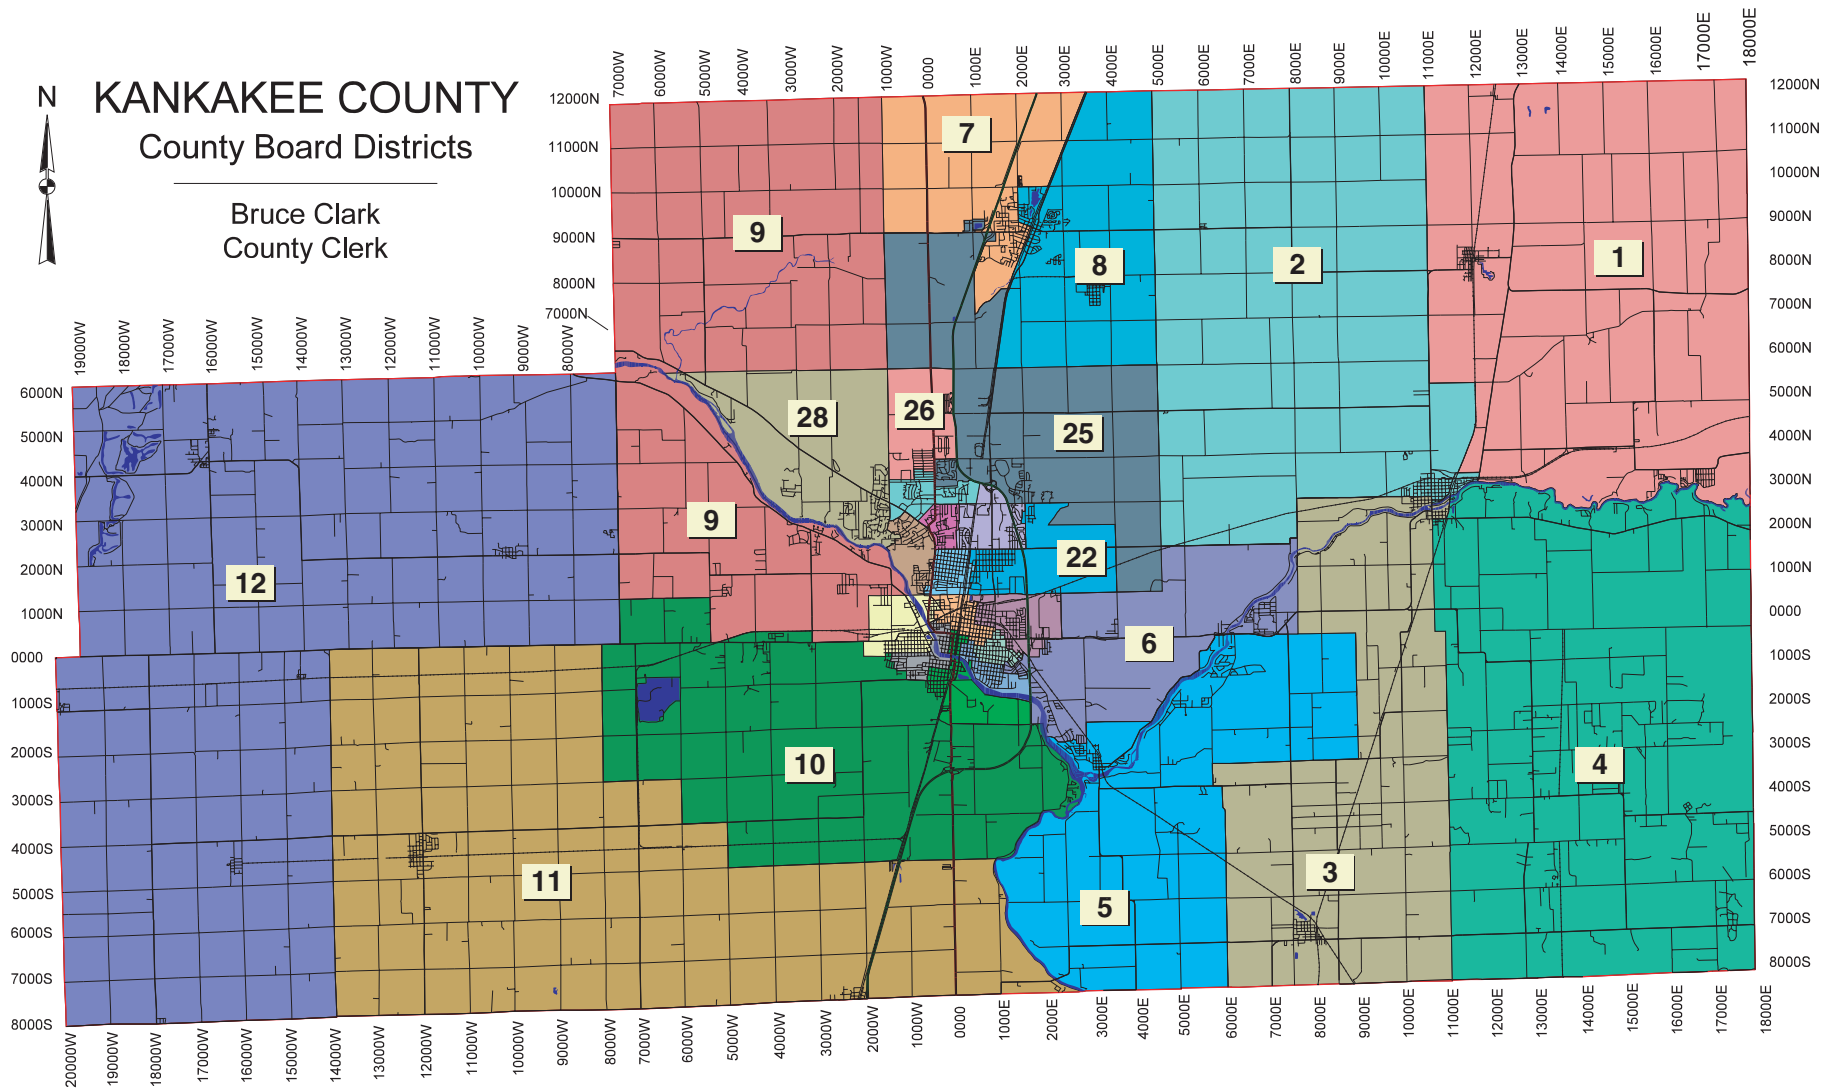 N
KANKAKEE COUNTY
County Board Districts
Bruce Clark
County Clerk
7000W 6000W 5000W 4000W 3000W 2000W 1000W 0000 1000E 2000E 3000E 4000E 5000E 6000E 7000E 8000E 9000E 10000E 11000E 12000E 13000E 14000E 15000E 16000E 17000E 18000E
12000N
11000N
10000N
9000N
8000N
7000N
19000W 18000W 17000W 16000W 15000W 14000W 13000W 12000W 11000W 10000W 9000W 8000W
6000N
5000N
4000N
3000N
2000N
1000N
0000
1000S
2000S
3000S
4000S
5000S
6000S
7000S
8000S
7
9
8
2
1
28
26
25
9
22
12
6
10
4
11
3
5
12000N
11000N
10000N
9000N
8000N
7000N
6000N
5000N
4000N
3000N
2000N
1000N
0000
1000S
2000S
3000S
4000S
5000S
6000S
7000S
8000S
20000W 19000W 18000W 17000W 16000W 15000W 14000W 13000W 12000W 11000W 10000W 9000W 8000W 7000W 6000W 5000W 4000W 3000W 2000W 1000W 0000 1000E 2000E 3000E 4000E 5000E 6000E 7000E 8000E 9000E 10000E 11000E 12000E 13000E 14000E 15000E 16000E 17000E 18000E